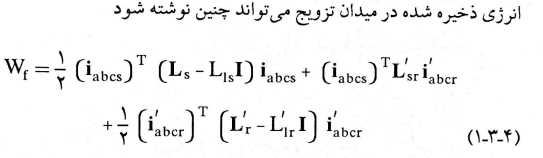 انرژی ذخیره شده در میدان تزویج می‌تواند چنین نوشته شود
W_f = ۱/۲ (i_abcs)^T (L_s - L_ls I) i_abcs + (i_abcs)^T L'_sr i'_abcr
+ ۱/۲ (i'_abcr)^T (L'_r - L'_lr I) i'_abcr (۱-۳-۴)